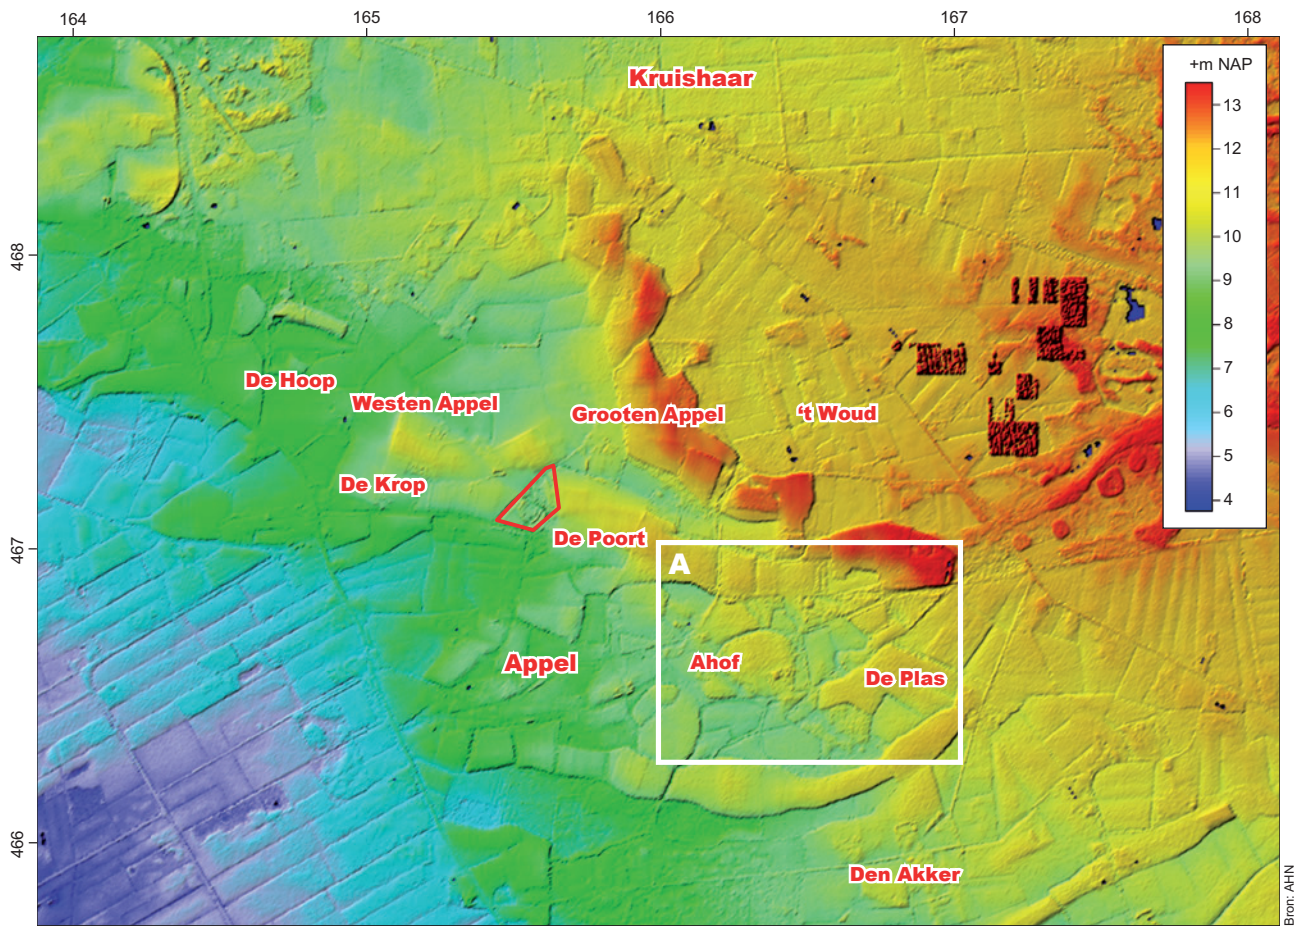 164 165 166 167 168
Kruishaar
+m NAP
13
12
11
10
9
8
7
6
5
4
468
De Hoop
Westen Appel
Grooten Appel
‘t Woud
De Krop
De Poort
467
A
Appel
Ahof
De Plas
466
Den Akker
Bron: AHN